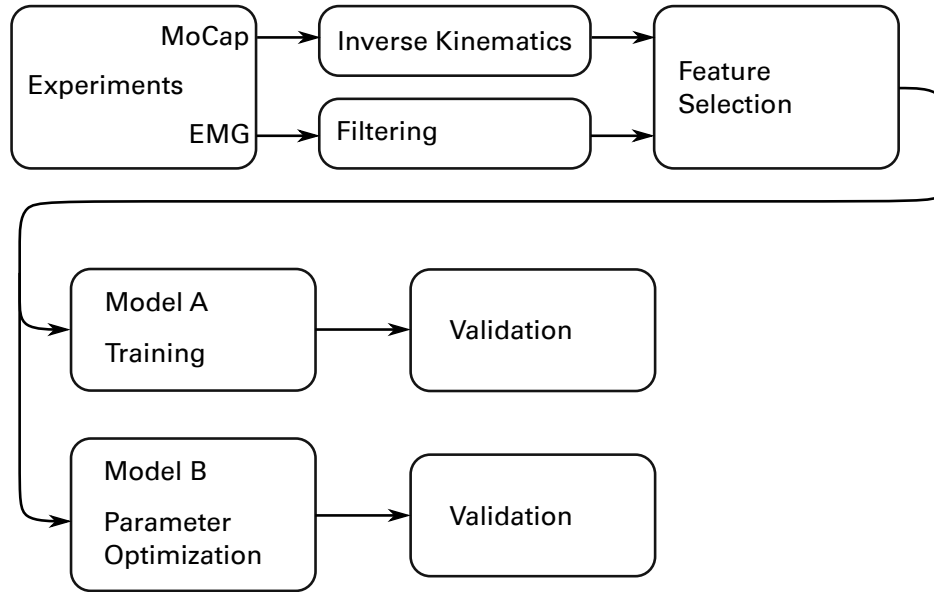 MoCap
Experiments
EMG
Inverse Kinematics
Filtering
Feature
Selection
Model A
Training
Validation
Model B
Parameter
Optimization
Validation